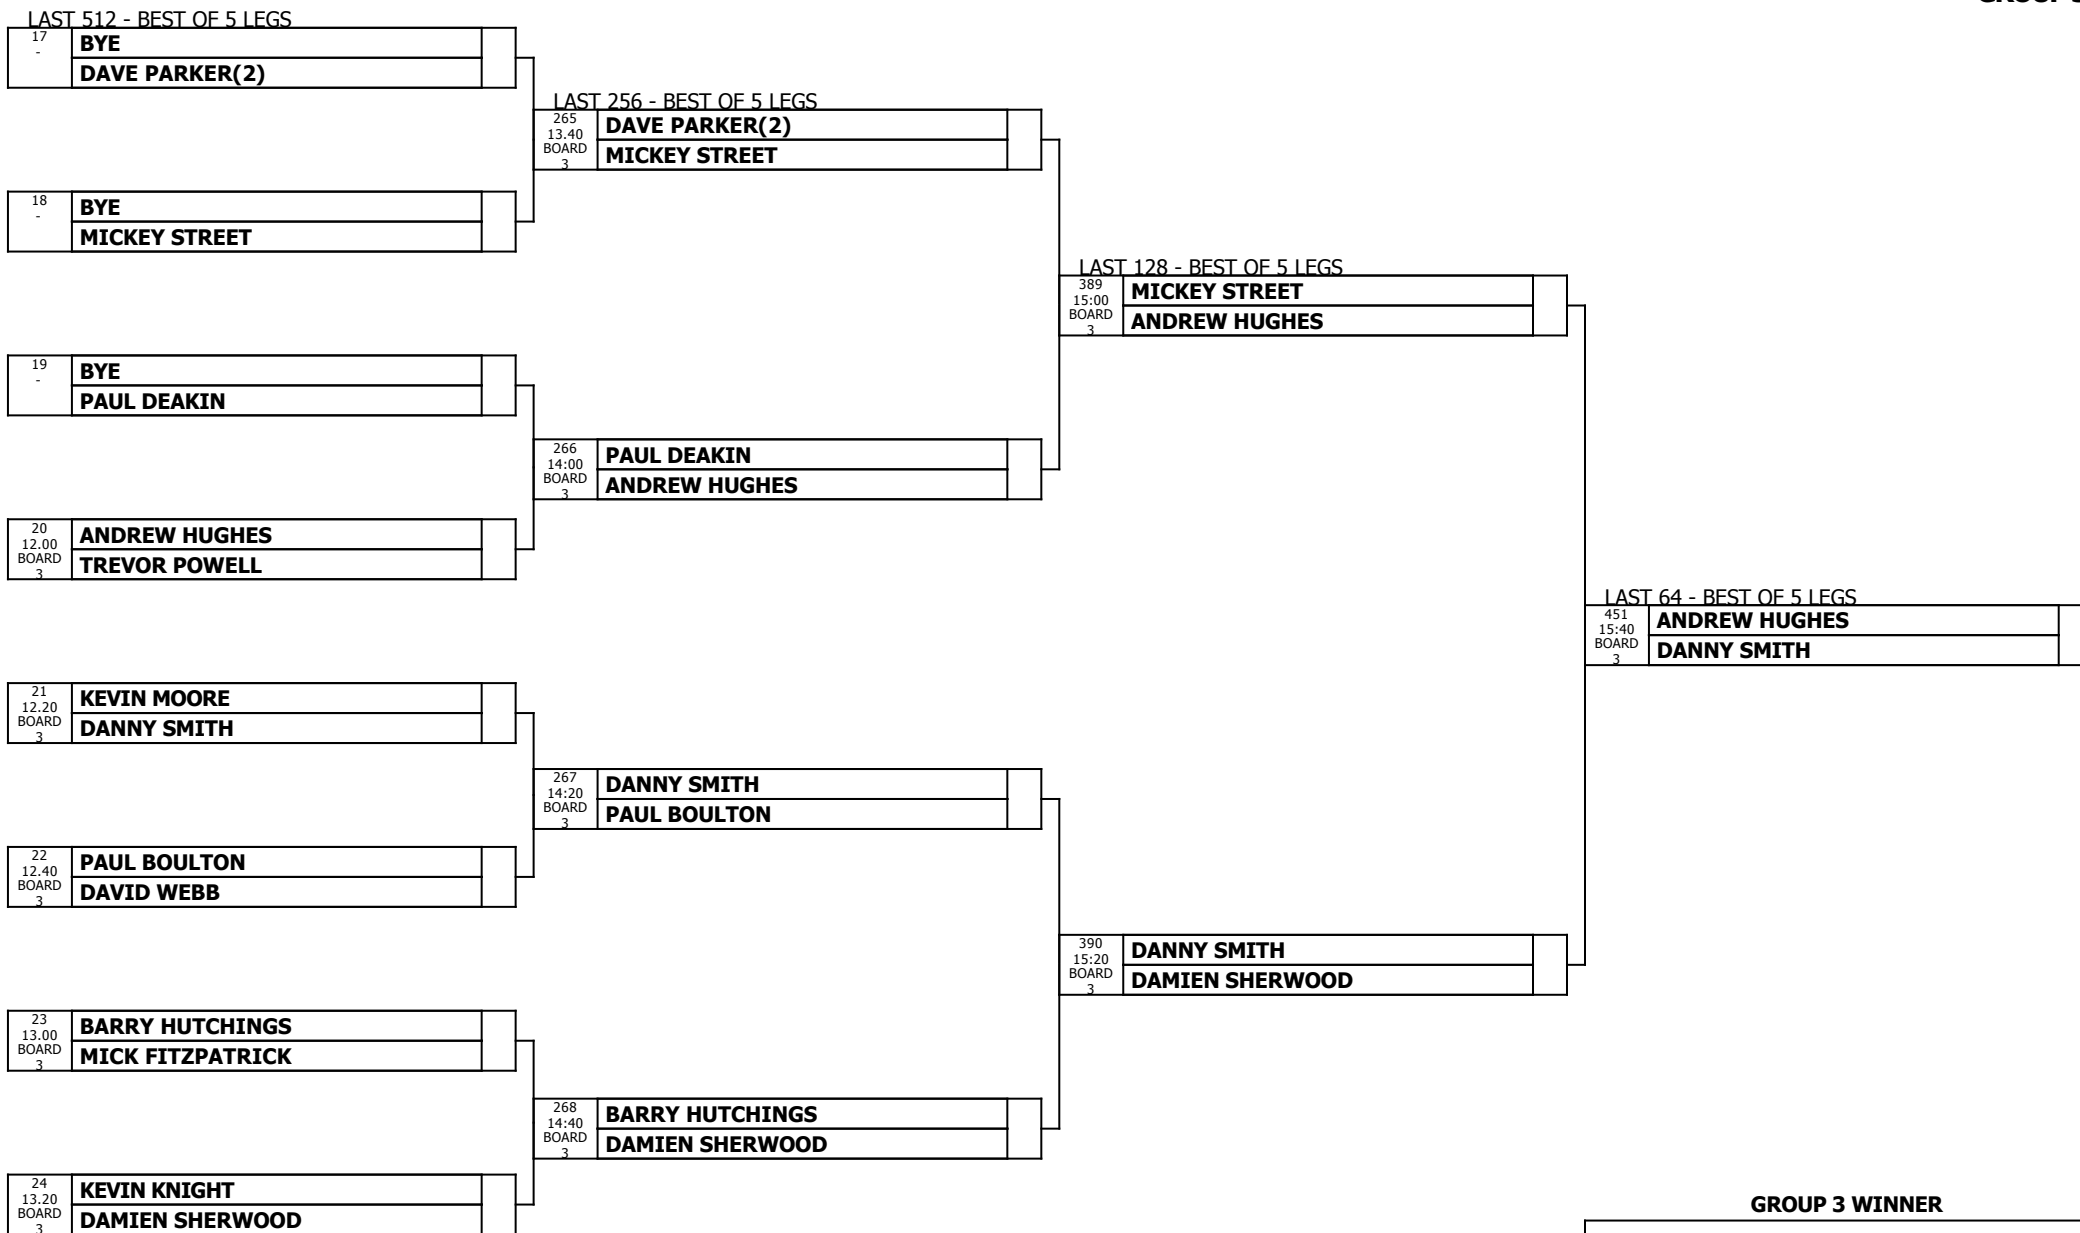 GROUP 3
LAST 512 - BEST OF 5 LEGS
17
-
BYE
DAVE PARKER(2)
18
-
BYE
MICKEY STREET
19
-
BYE
PAUL DEAKIN
20
12.00
BOARD
3
ANDREW HUGHES
TREVOR POWELL
21
12.20
BOARD
3
KEVIN MOORE
DANNY SMITH
22
12.40
BOARD
3
PAUL BOULTON
DAVID WEBB
23
13.00
BOARD
3
BARRY HUTCHINGS
MICK FITZPATRICK
24
13.20
BOARD
3
KEVIN KNIGHT
DAMIEN SHERWOOD
LAST 256 - BEST OF 5 LEGS
265
13.40
BOARD
3
DAVE PARKER(2)
MICKEY STREET
266
14:00
BOARD
3
PAUL DEAKIN
ANDREW HUGHES
267
14:20
BOARD
3
DANNY SMITH
PAUL BOULTON
268
14:40
BOARD
3
BARRY HUTCHINGS
DAMIEN SHERWOOD
LAST 128 - BEST OF 5 LEGS
389
15:00
BOARD
3
MICKEY STREET
ANDREW HUGHES
390
15:20
BOARD
3
DANNY SMITH
DAMIEN SHERWOOD
LAST 64 - BEST OF 5 LEGS
451
15:40
BOARD
3
ANDREW HUGHES
DANNY SMITH
GROUP 3 WINNER